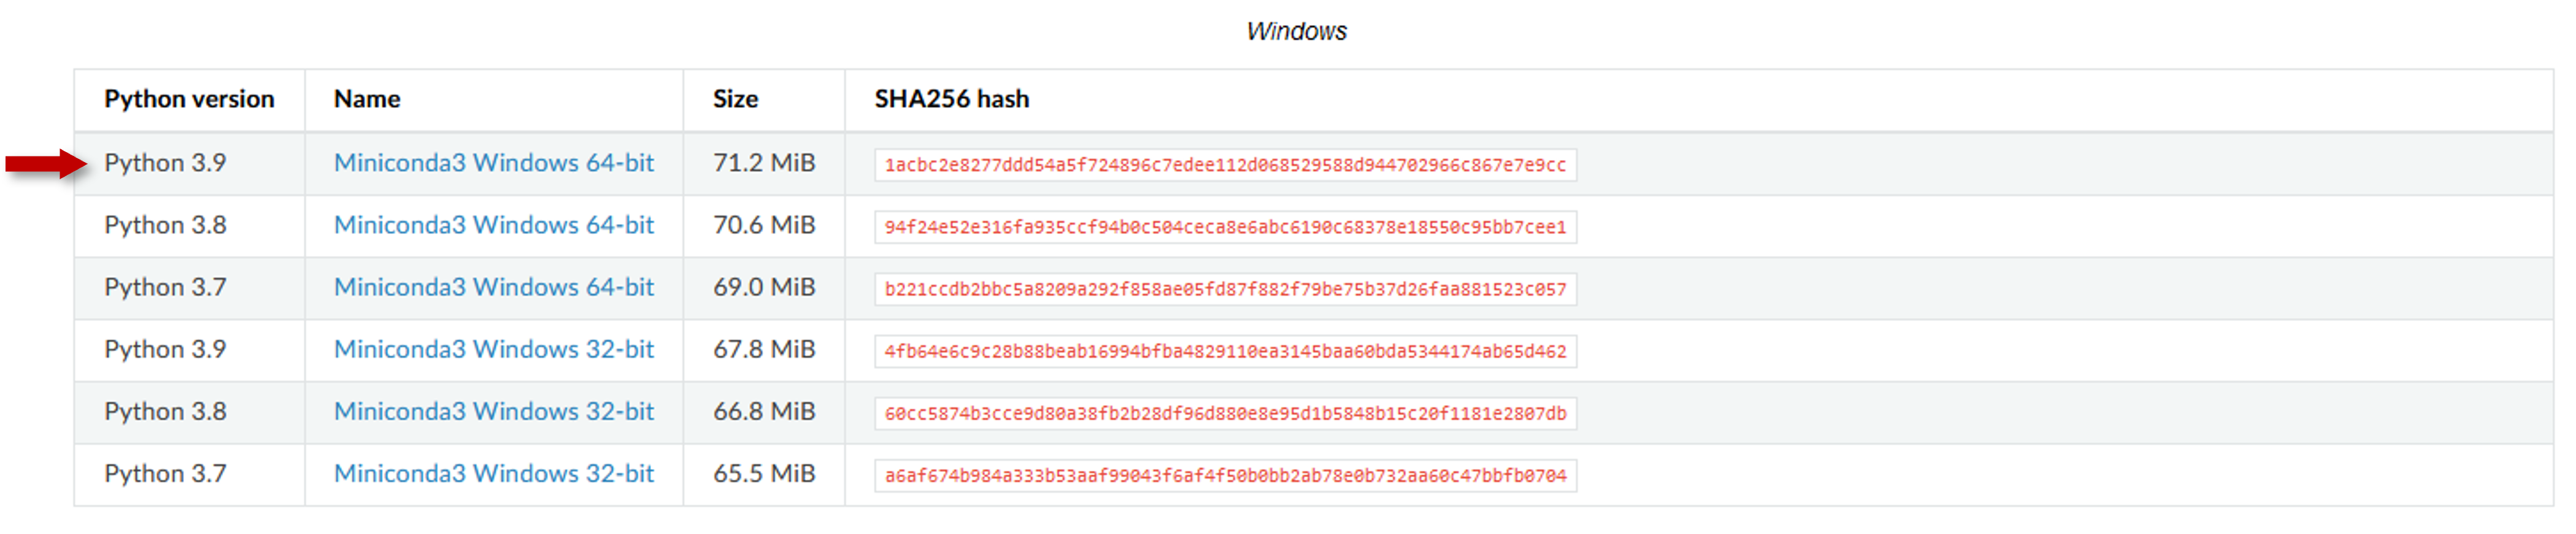 Windows
Python version Name Size SHA256 hash
Python 3.9 Miniconda3 Windows 64-bit 71.2 MiB 1acbc2e8277ddd54a5f724896c7edee112d068529588d944702966c867e7e9cc
Python 3.8 Miniconda3 Windows 64-bit 70.6 MiB 94f24e52e316fa935ccf94b0c504ceca8e6abc6190c68378e18550c95bb7cee1
Python 3.7 Miniconda3 Windows 64-bit 69.0 MiB b221ccdb2bbc5a8209a292f858ae05fd87f882f79be75b37d26faa881523c057
Python 3.9 Miniconda3 Windows 32-bit 67.8 MiB 4fb64e6c9c28b88beab16994bfba4829110ea3145baa60bda5344174ab65d462
Python 3.8 Miniconda3 Windows 32-bit 66.8 MiB 60cc5874b3cce9d80a38fb2b28df96d880e8e95d1b5848b15c20f1181e2807db
Python 3.7 Miniconda3 Windows 32-bit 65.5 MiB a6af674b984a333b53aaf99043f6af4f50b0bb2ab78e0b732aa60c47bbfb0704